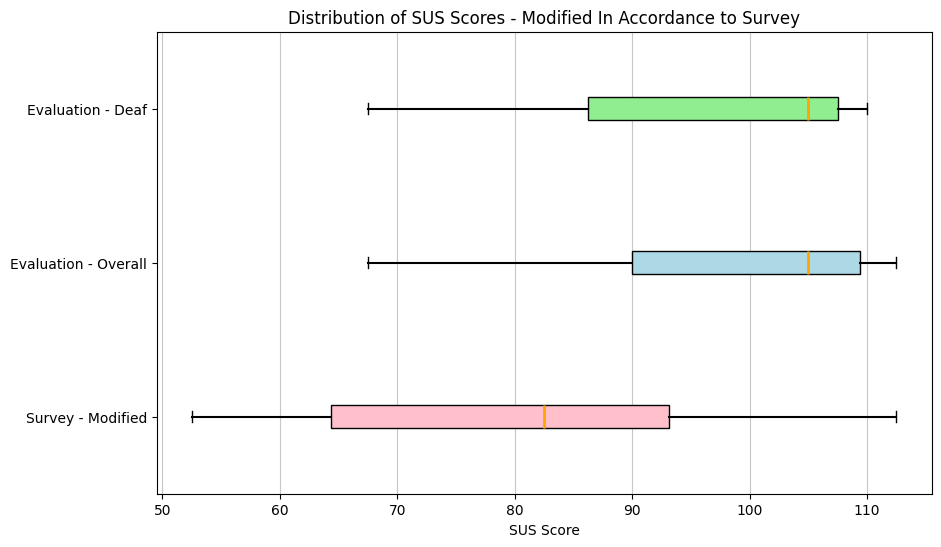 Distribution of SUS Scores - Modified In Accordance to Survey
Evaluation - Deaf
Evaluation - Overall
Survey - Modified
50 60 70 80 90 100 110
SUS Score